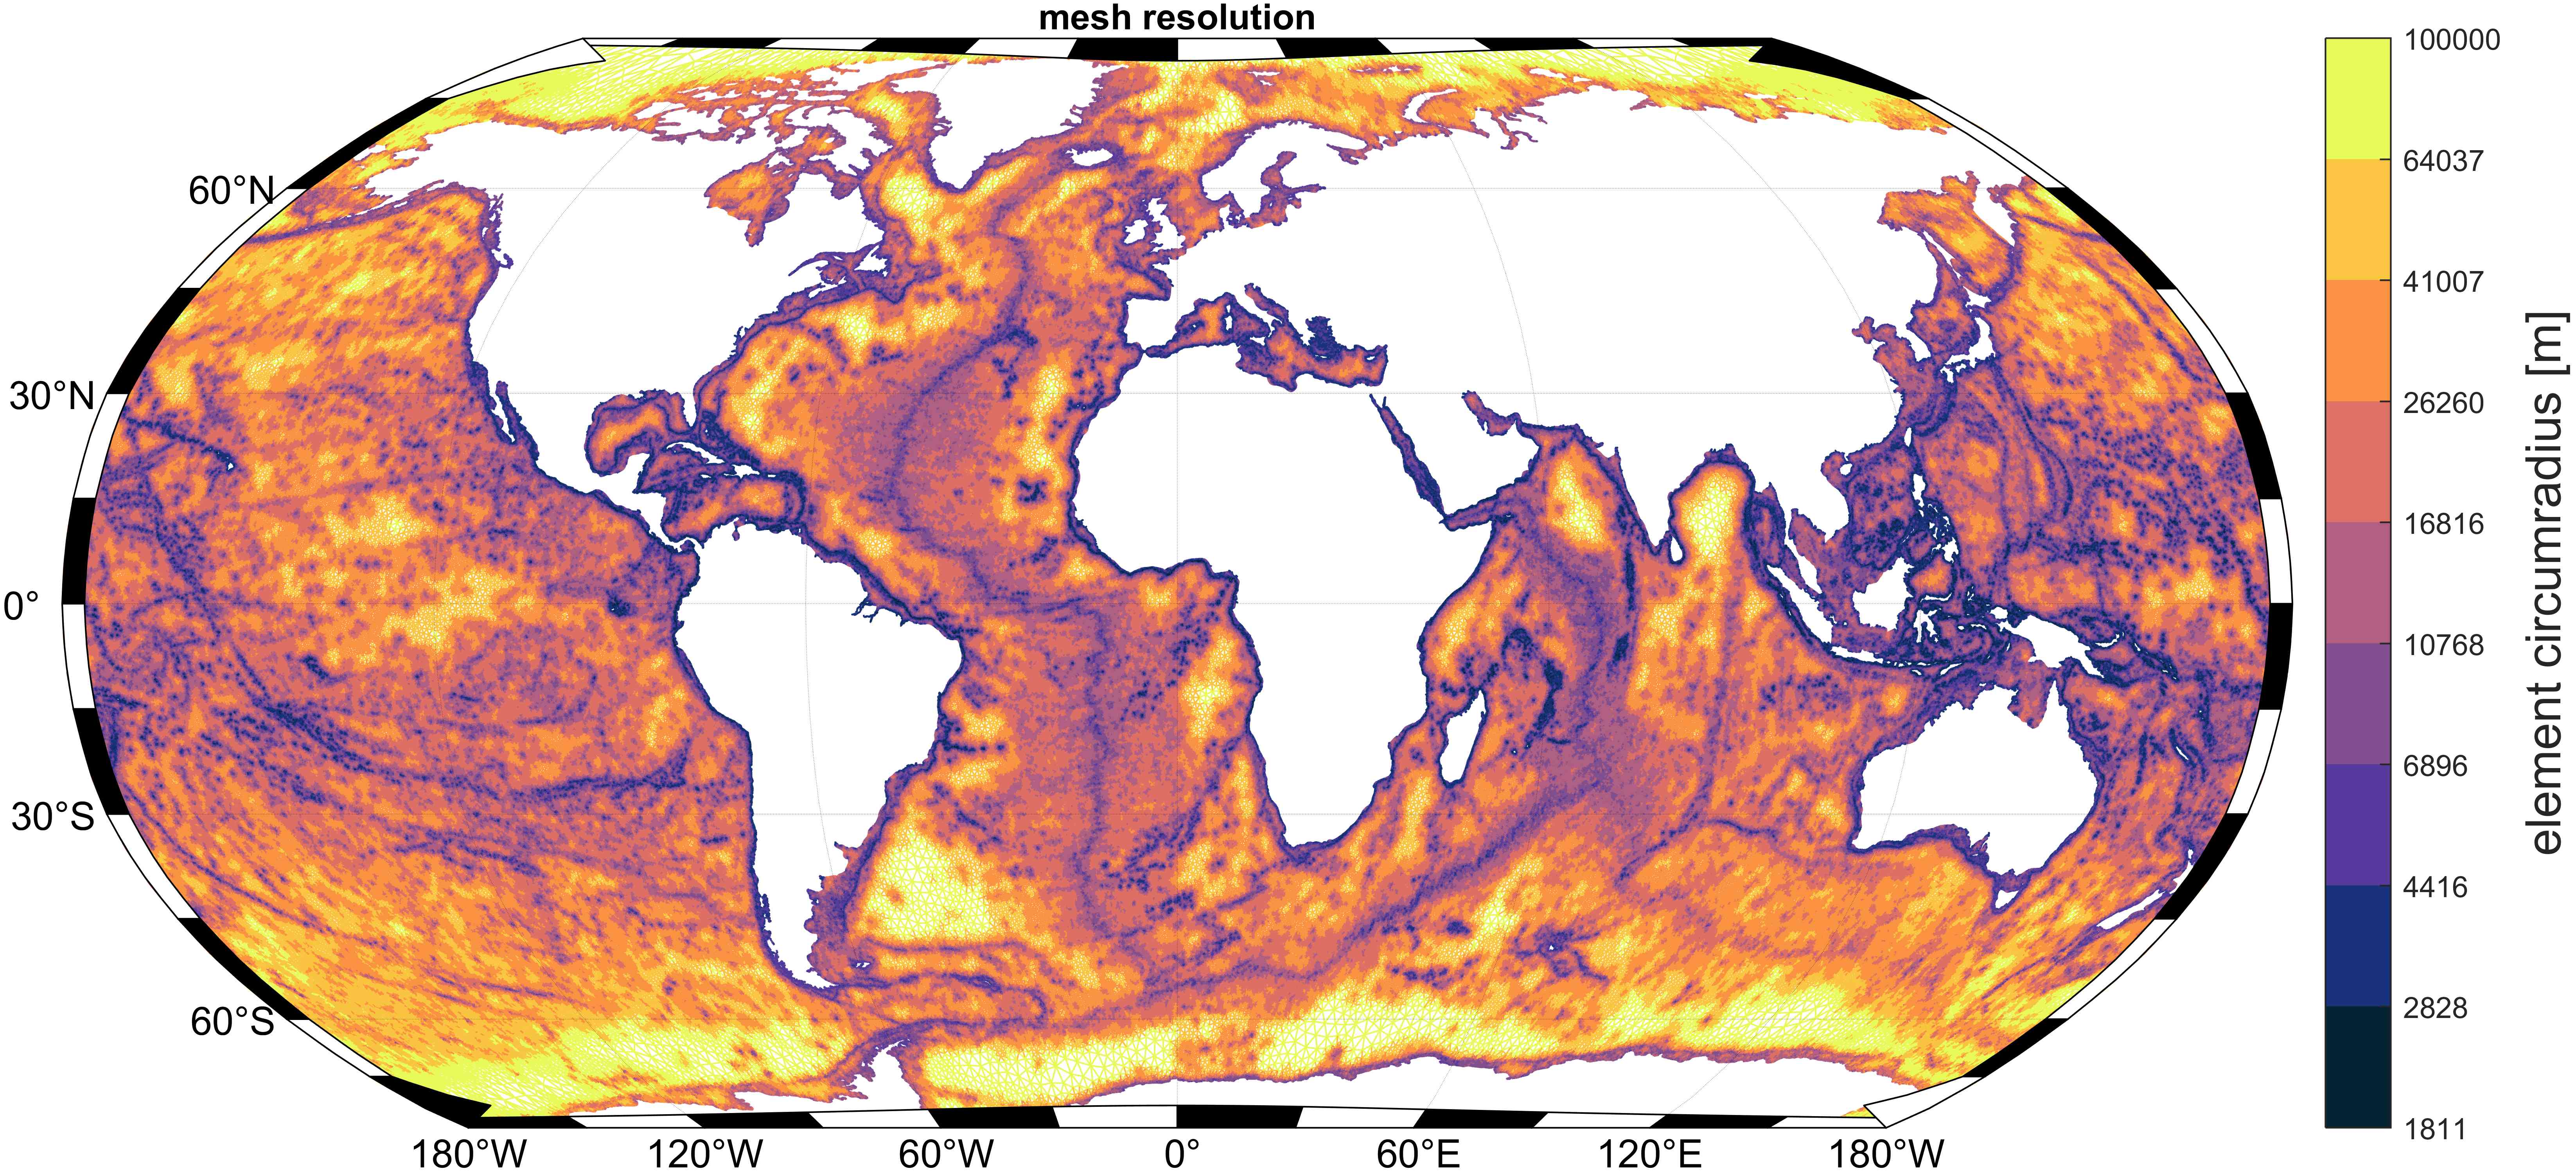 mesh resolution
60°N
30°N
0°
30°S
60°S
180°W
120°W
60°W
0°
60°E
120°E
180°W
100000
64037
41007
26260
16816
10768
6896
4416
2828
1811
element circumradius [m]